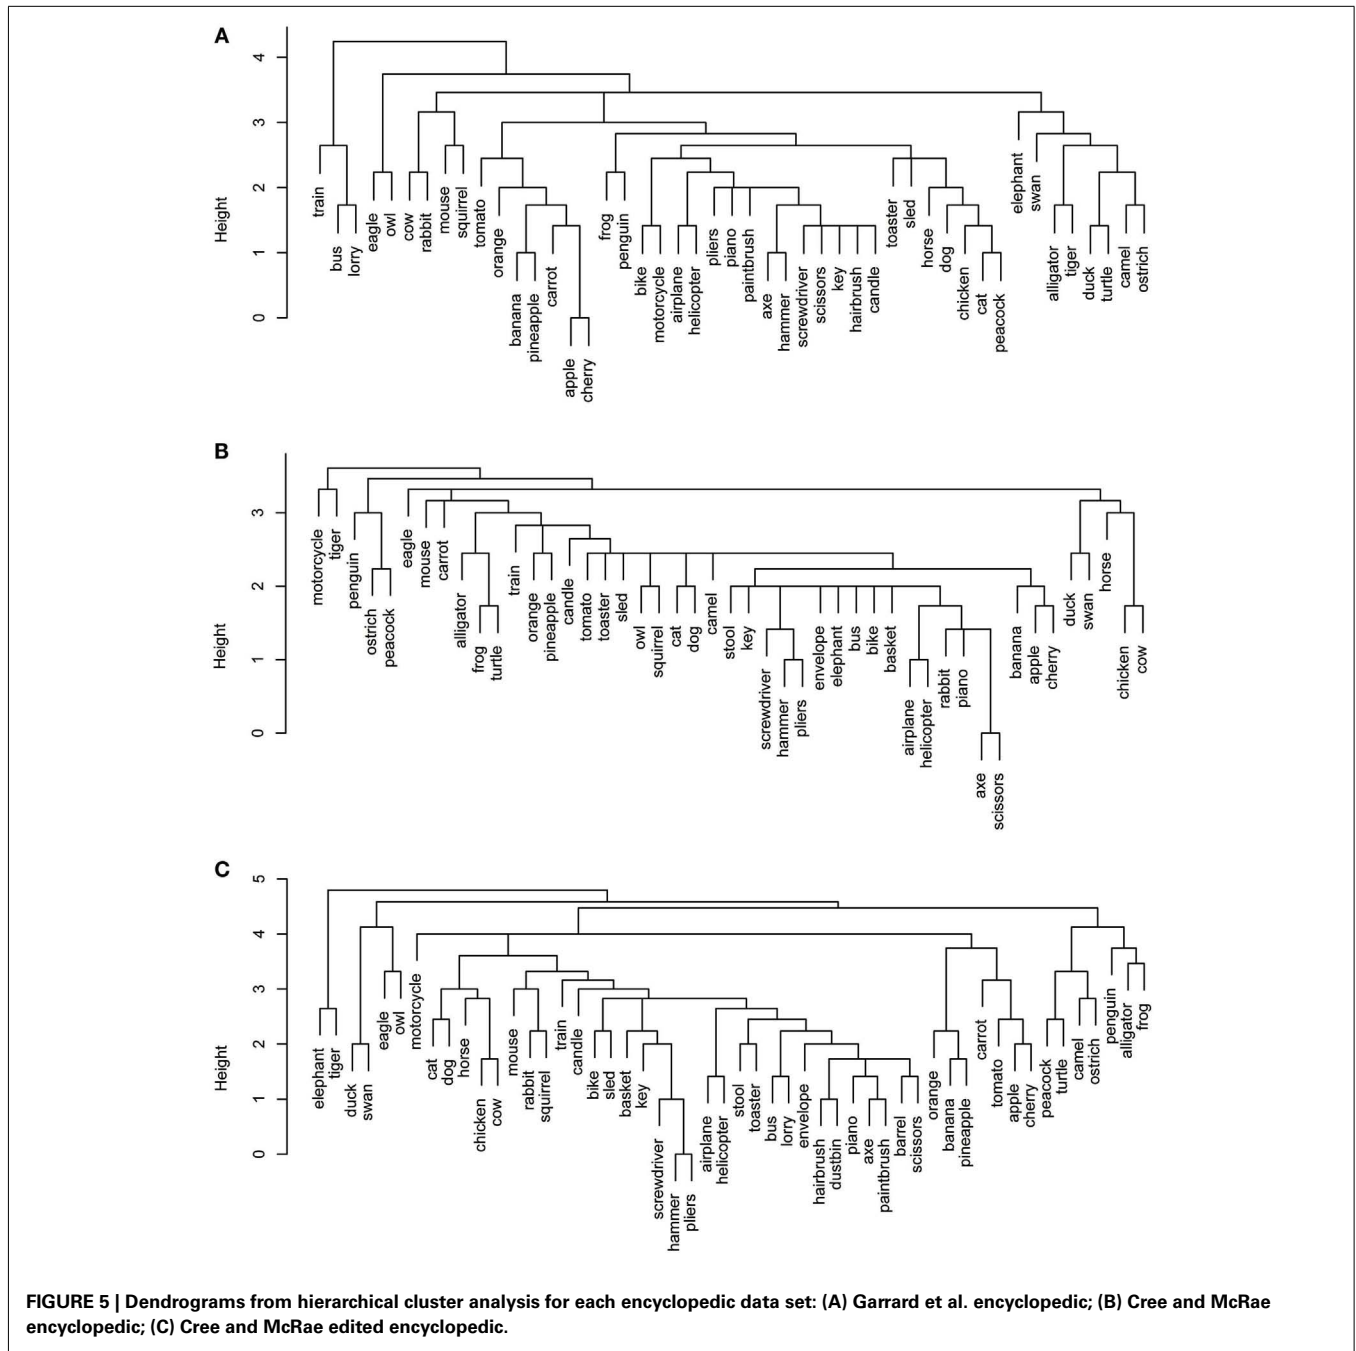 A
Height
4
3
2
1
0
train
bus
lorry
eagle
owl
cow
rabbit
mouse
squirrel
tomato
orange
banana
pineapple
carrot
apple
cherry
frog
penguin
bike
motorcycle
airplane
helicopter
pliers
piano
paintbrush
axe
hammer
screwdriver
scissors
key
hairbrush
candle
toaster
sled
horse
dog
chicken
cat
peacock
elephant
swan
alligator
tiger
duck
turtle
camel
ostrich
B
Height
3
2
1
0
motorcycle
tiger
penguin
ostrich
peacock
eagle
mouse
carrot
alligator
frog
turtle
train
orange
pineapple
candle
tomato
toaster
sled
owl
squirrel
cat
dog
camel
stool
key
screwdriver
hammer
pliers
envelope
elephant
bus
bike
basket
airplane
helicopter
rabbit
piano
axe
scissors
banana
apple
cherry
duck
swan
horse
chicken
cow
C
Height
5
4
3
2
1
0
elephant
tiger
duck
swan
eagle
owl
motorcycle
cat
dog
horse
chicken
cow
mouse
rabbit
squirrel
train
candle
bike
sled
basket
key
screwdriver
hammer
pliers
airplane
helicopter
stool
toaster
bus
lorry
envelope
hairbrush
dustbin
piano
axe
paintbrush
barrel
scissors
orange
banana
pineapple
carrot
tomato
apple
cherry
peacock
turtle
camel
ostrich
penguin
alligator
frog
FIGURE 5 | Dendrograms from hierarchical cluster analysis for each encyclopedic data set: (A) Garrard et al. encyclopedic; (B) Cree and McRae
encyclopedic; (C) Cree and McRae edited encyclopedic.